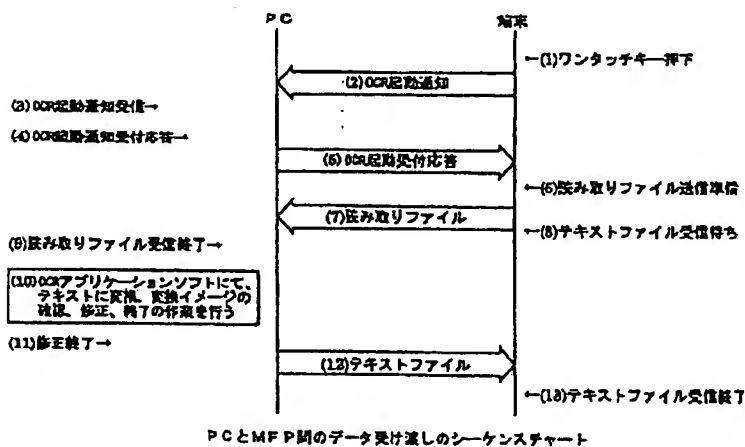 PC
端末
←(1)ワンタッチキー押下
(2)OCR起動通知
(3)OCR起動通知受信→
(4)OCR起動通知受付応答→
(5)OCR起動受付応答
←(6)読み取りファイル送信準備
(7)読み取りファイル
←(8)テキストファイル受信待ち
(9)読み取りファイル受信終了→
(10)OCRアプリケーションソフトにて、
テキストに変換、変換イメージの
確認、修正、終了の作業を行う
(11)修正終了→
(12)テキストファイル
←(13)テキストファイル受信終了
PCとMFP間のデータ受け渡しのシーケンスチャート